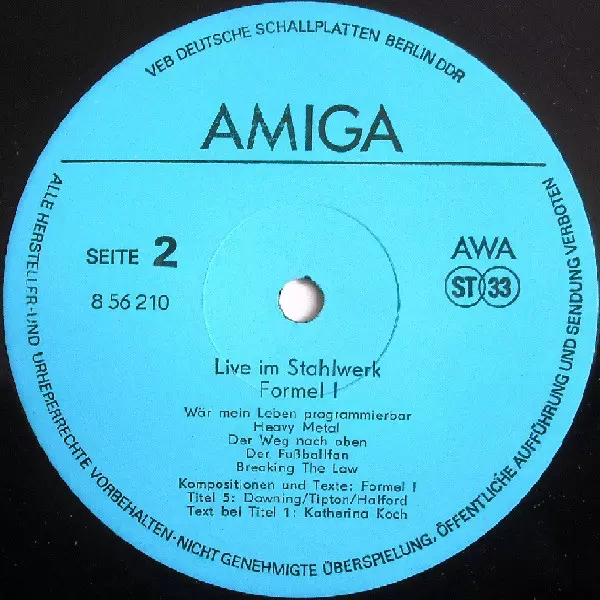 VEB DEUTSCHE SCHALLPLATTEN BERLIN DDR
AMIGA
SEITE 2
8 56 210
AWA
ST 33
Live im Stahlwerk
Formel I
Wär mein Leben programmierbar
Heavy Metal
Der Weg nach oben
Der Fußballfan
Breaking The Law
Kompositionen und Texte: Formel I
Titel 5: Downing/Tipton/Halford
Text bei Titel 1: Katherina Koch
ALLE HERSTELLER- UND URHEBERRECHTE VORBEHALTEN-NICHT GENEHMIGTE ÜBERSPIELUNG, ÖFFENTLICHE AUFFÜHRUNG UND SENDUNG VERBOTEN